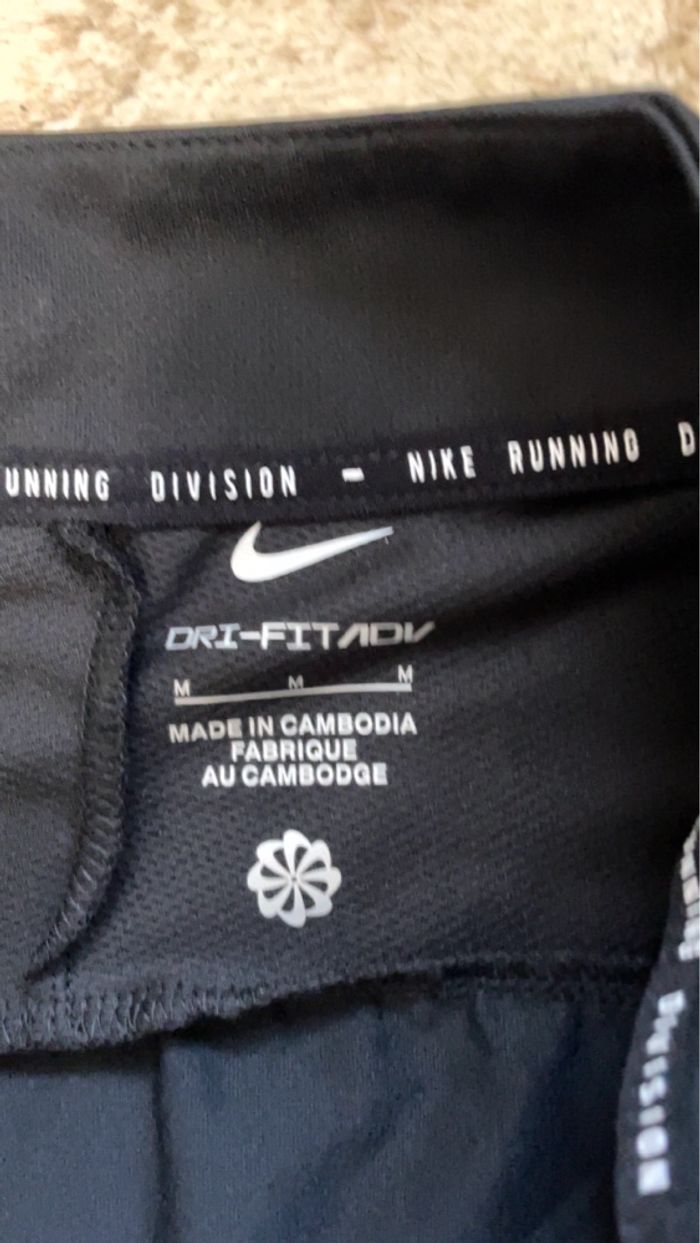 UNNING DIVISION - NIKE RUNNING D
DRI-FIT ADV
M M M
MADE IN CAMBODIA
FABRIQUE
AU CAMBODGE
DIVISION